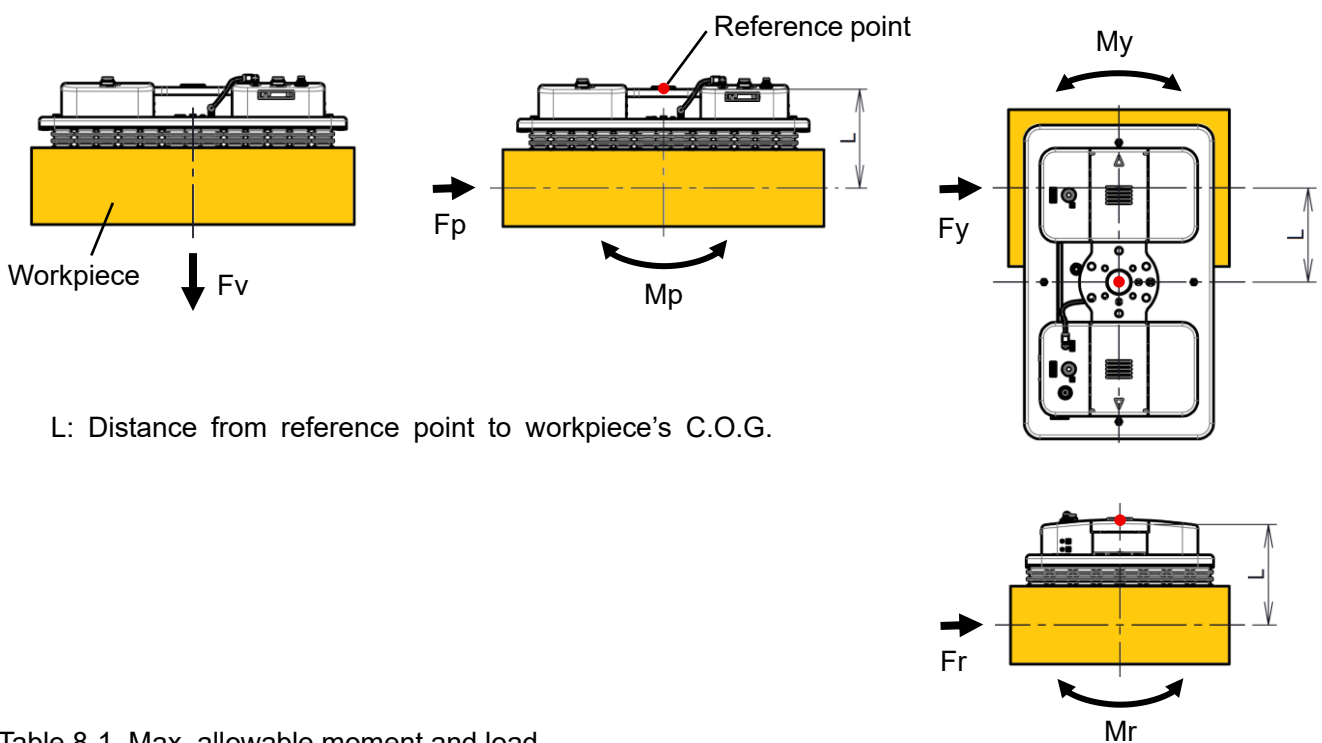 Reference point
My
L
Fp
Fy
L
Workpiece
Fv
Mp
L: Distance from reference point to workpiece's C.O.G.
L
Fr
Mr
Table 8-1 Max. allowable moment and load